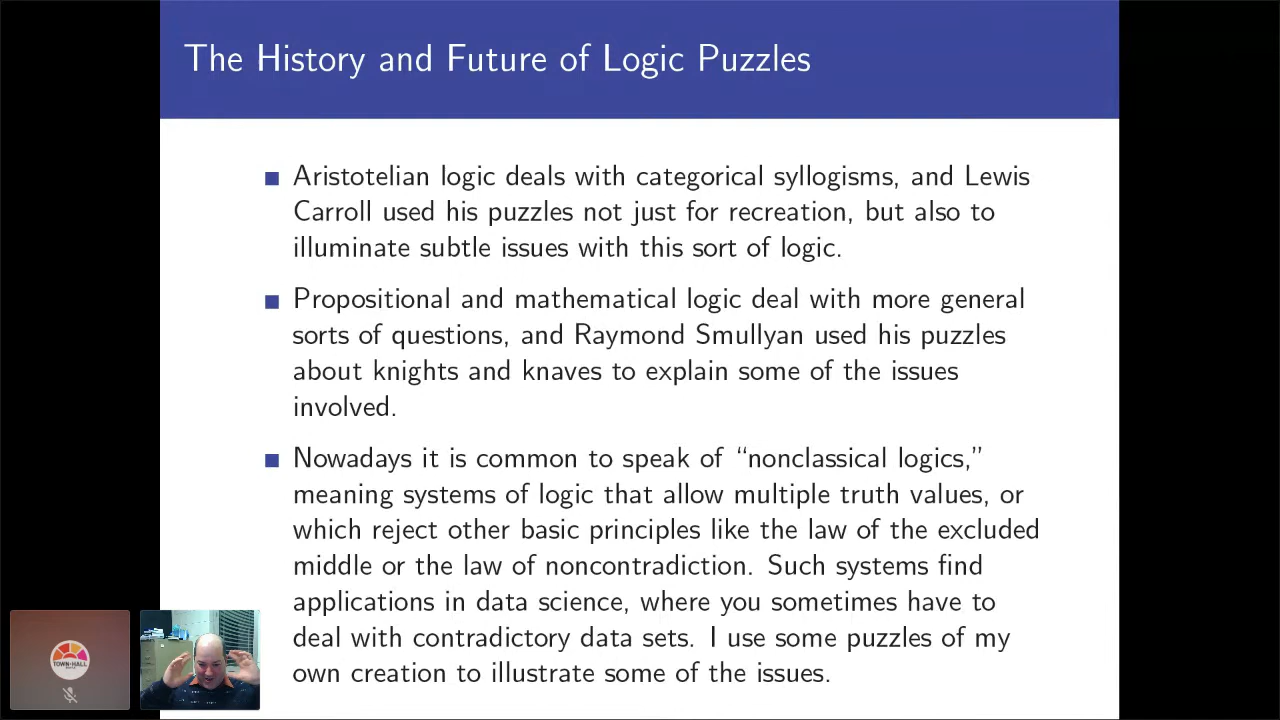 The History and Future of Logic Puzzles
Aristotelian logic deals with categorical syllogisms, and Lewis
Carroll used his puzzles not just for recreation, but also to
illuminate subtle issues with this sort of logic.
Propositional and mathematical logic deal with more general
sorts of questions, and Raymond Smullyan used his puzzles
about knights and knaves to explain some of the issues
involved.
Nowadays it is common to speak of “nonclassical logics,”
meaning systems of logic that allow multiple truth values, or
which reject other basic principles like the law of the excluded
middle or the law of noncontradiction. Such systems find
applications in data science, where you sometimes have to
deal with contradictory data sets. I use some puzzles of my
own creation to illustrate some of the issues.
TOWN HALL